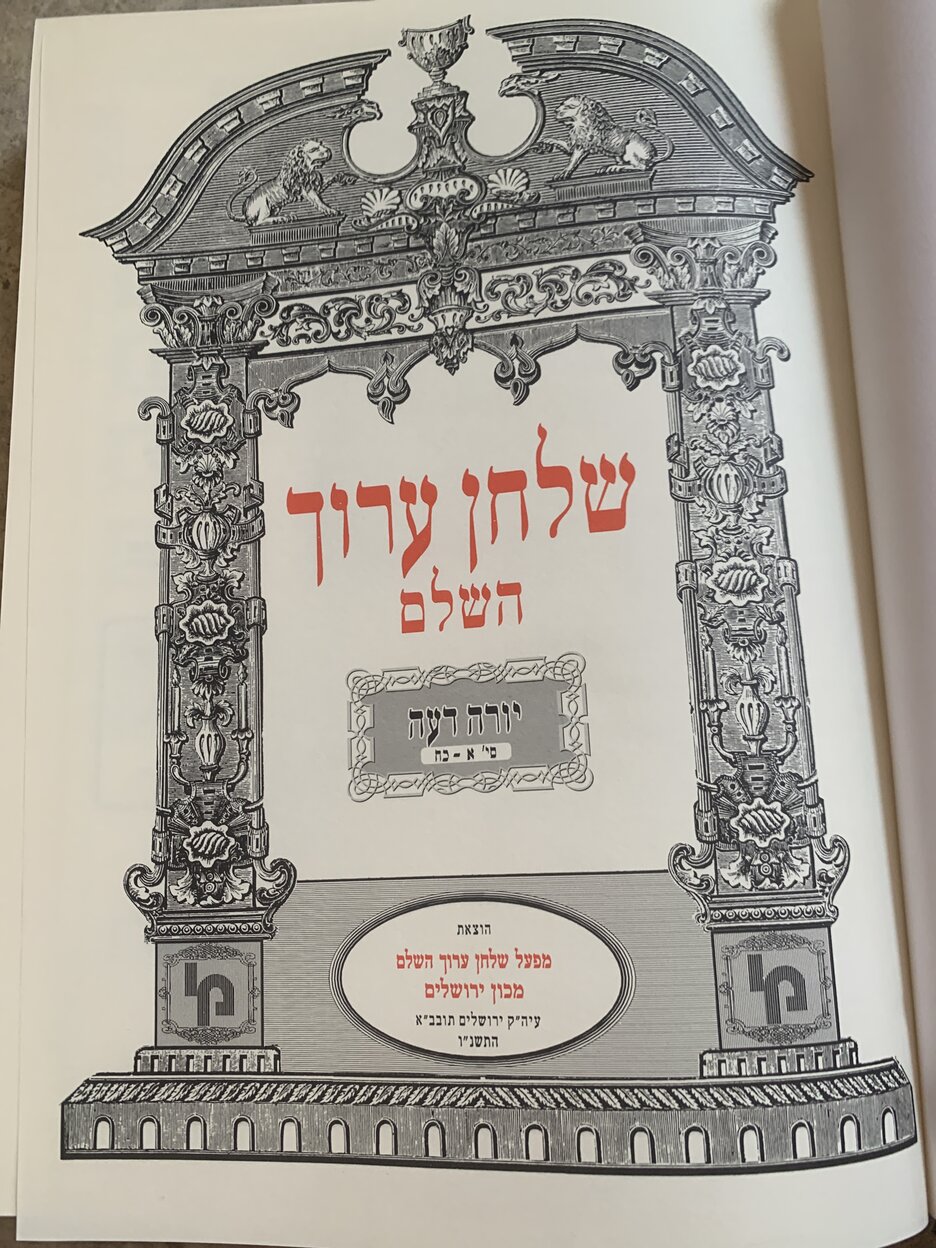 שלחן ערוך
השלם
יורה דעה
סי' א - כח
הוצאת
מפעל שלחן ערוך השלם
מכון ירושלים
עיה"ק ירושלים תובב"א
התשנ"ו